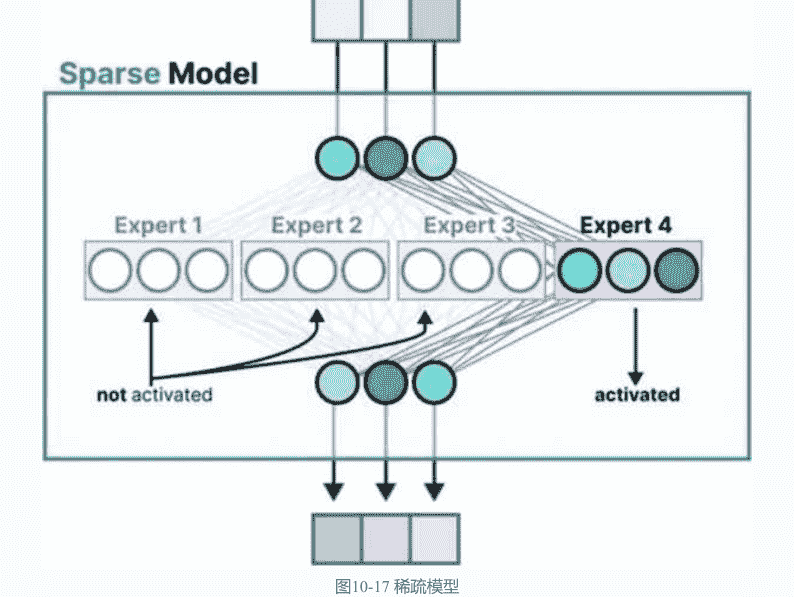 Sparse Model
Expert 1
Expert 2
Expert 3
Expert 4
not activated
activated
图10-17 稀疏模型